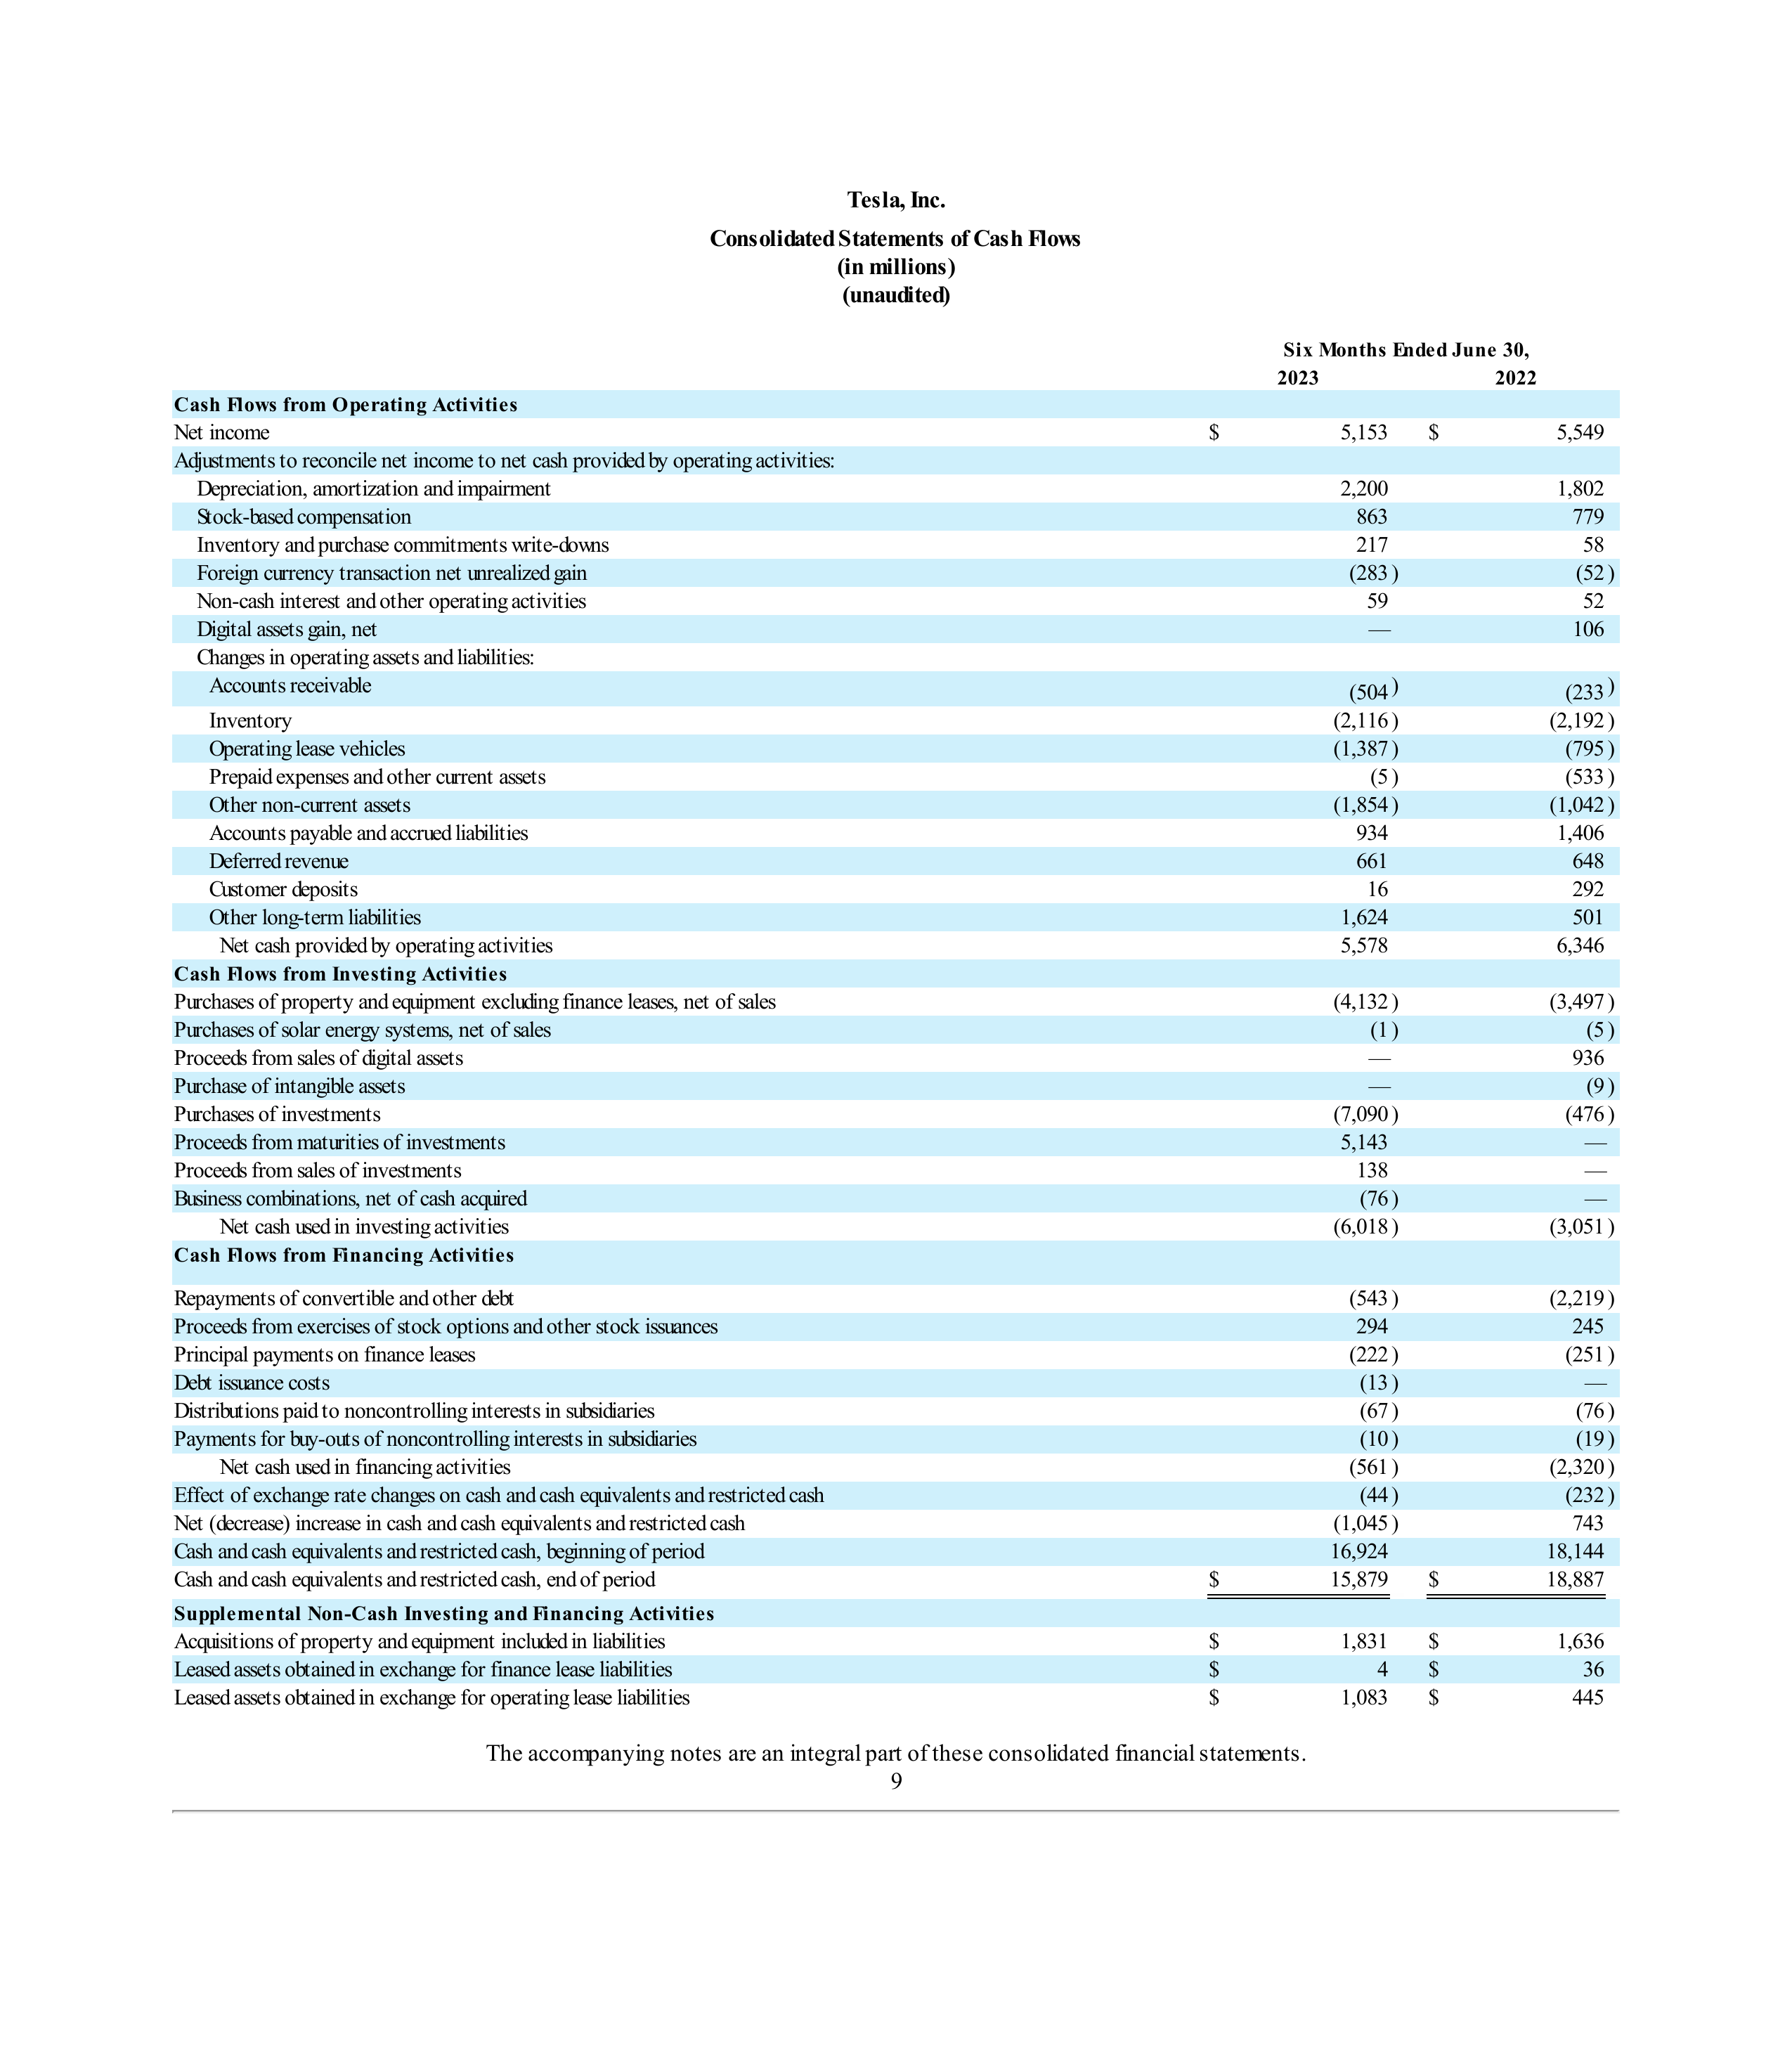 Tesla, Inc.
Consolidated Statements of Cash Flows
(in millions)
(unaudited)
Six Months Ended June 30,
2023 2022
Cash Flows from Operating Activities
Net income $ 5,153 $ 5,549
Adjustments to reconcile net income to net cash provided by operating activities:
Depreciation, amortization and impairment 2,200 1,802
Stock-based compensation 863 779
Inventory and purchase commitments write-downs 217 58
Foreign currency transaction net unrealized gain (283) (52)
Non-cash interest and other operating activities 59 52
Digital assets gain, net — 106
Changes in operating assets and liabilities:
Accounts receivable (504) (233)
Inventory (2,116) (2,192)
Operating lease vehicles (1,387) (795)
Prepaid expenses and other current assets (5) (533)
Other non-current assets (1,854) (1,042)
Accounts payable and accrued liabilities 934 1,406
Deferred revenue 661 648
Customer deposits 16 292
Other long-term liabilities 1,624 501
Net cash provided by operating activities 5,578 6,346
Cash Flows from Investing Activities
Purchases of property and equipment excluding finance leases, net of sales (4,132) (3,497)
Purchases of solar energy systems, net of sales (1) (5)
Proceeds from sales of digital assets — 936
Purchase of intangible assets — (9)
Purchases of investments (7,090) (476)
Proceeds from maturities of investments 5,143 —
Proceeds from sales of investments 138 —
Business combinations, net of cash acquired (76) —
Net cash used in investing activities (6,018) (3,051)
Cash Flows from Financing Activities
Repayments of convertible and other debt (543) (2,219)
Proceeds from exercises of stock options and other stock issuances 294 245
Principal payments on finance leases (222) (251)
Debt issuance costs (13) —
Distributions paid to noncontrolling interests in subsidiaries (67) (76)
Payments for buy-outs of noncontrolling interests in subsidiaries (10) (19)
Net cash used in financing activities (561) (2,320)
Effect of exchange rate changes on cash and cash equivalents and restricted cash (44) (232)
Net (decrease) increase in cash and cash equivalents and restricted cash (1,045) 743
Cash and cash equivalents and restricted cash, beginning of period 16,924 18,144
Cash and cash equivalents and restricted cash, end of period $ 15,879 $ 18,887
Supplemental Non-Cash Investing and Financing Activities
Acquisitions of property and equipment included in liabilities $ 1,831 $ 1,636
Leased assets obtained in exchange for finance lease liabilities $ 4 $ 36
Leased assets obtained in exchange for operating lease liabilities $ 1,083 $ 445
The accompanying notes are an integral part of these consolidated financial statements.
9